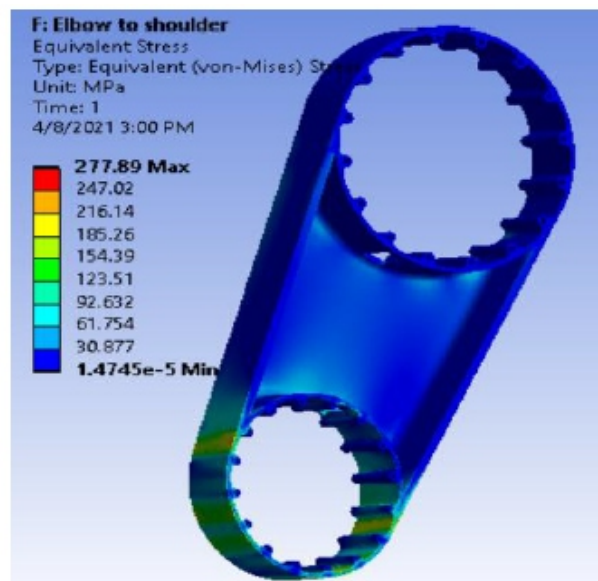 F: Elbow to shoulder
Equivalent Stress
Type: Equivalent (von-Mises)
Unit: MPa
Time: 1
4/8/2021 3:00 PM
277.89 Max
247.02
216.14
185.26
154.39
123.51
92.632
61.754
30.877
1.4745e-5 Min